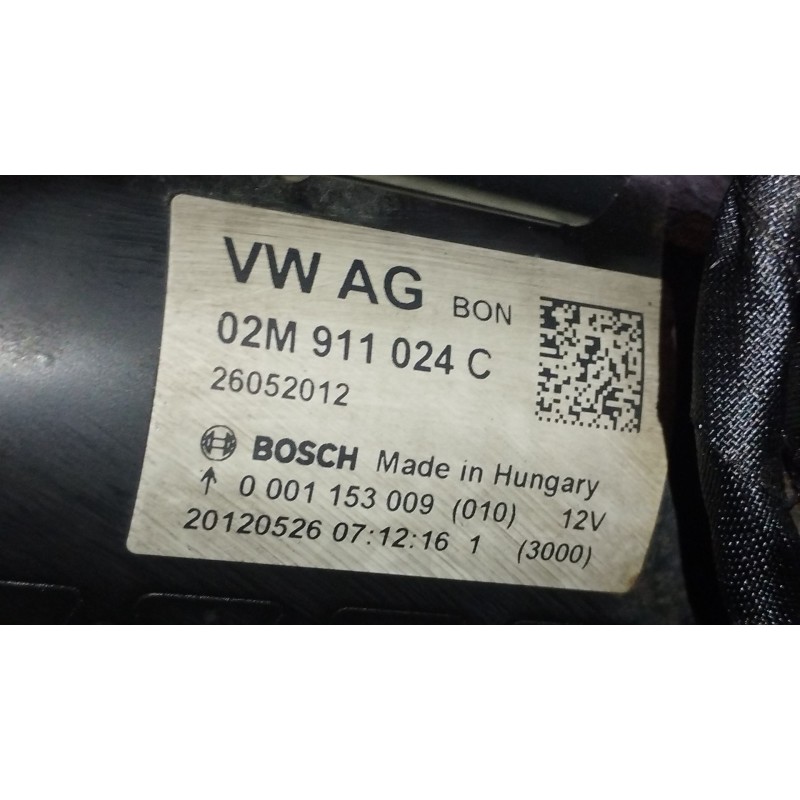 VW AG BON
02M 911 024 C
26052012
BOSCH Made in Hungary
↑ 0 001 153 009 (010) 12V
20120526 07:12:16 1 (3000)